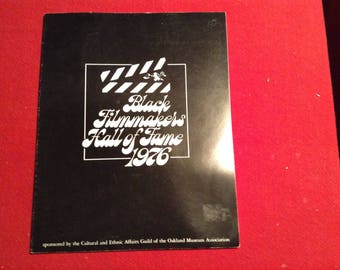 Black
Filmmakers
Hall of Fame
1976
sponsored by the Cultural and Ethnic Affairs Guild of the Oakland Museum Association